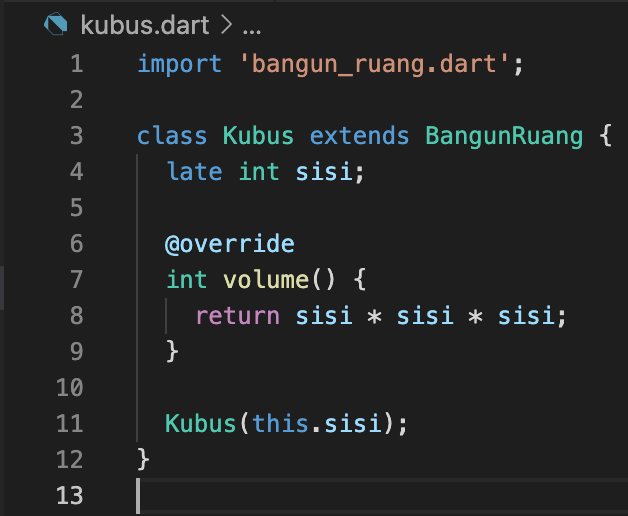 kubus.dart > ...
1 import 'bangun_ruang.dart';
2
3 class Kubus extends BangunRuang {
4 late int sisi;
5
6 @override
7 int volume() {
8 return sisi * sisi * sisi;
9 }
10
11 Kubus(this.sisi);
12 }
13